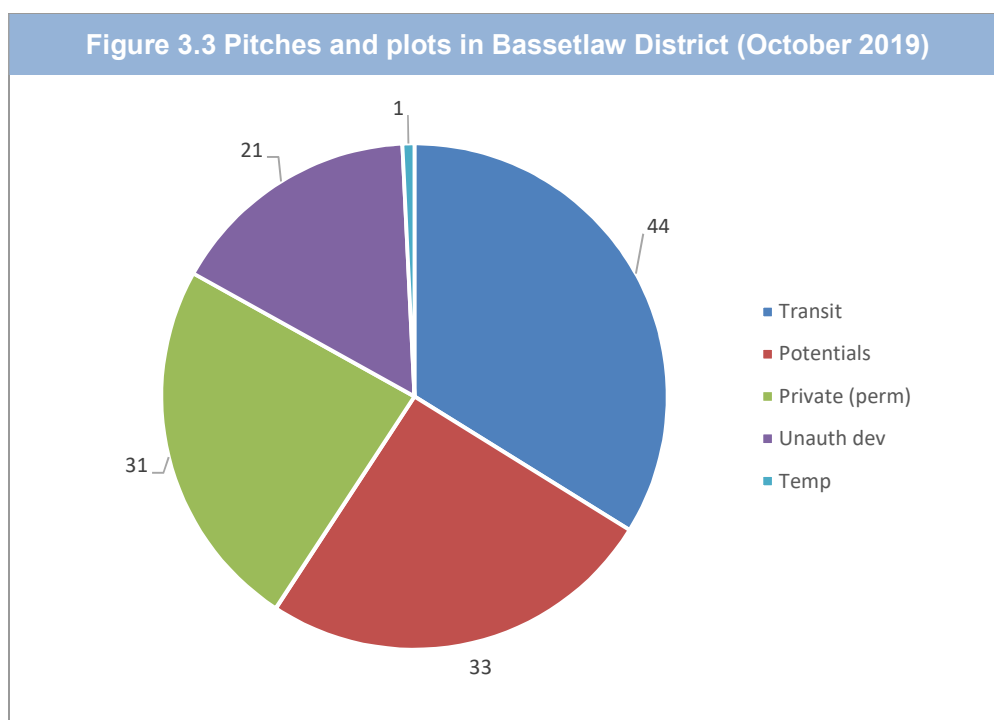 Figure 3.3 Pitches and plots in Bassetlaw District (October 2019)
1
21
44
31
33
Transit
Potentials
Private (perm)
Unauth dev
Temp